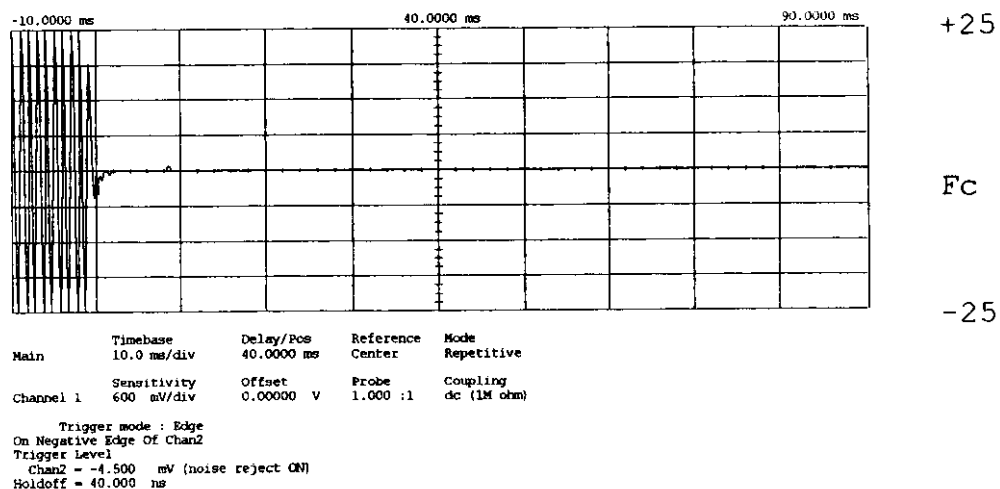 -10.0000 ms 40.0000 ms 90.0000 ms
+25
Fc
-25
Timebase Delay/Pos Reference Mode
Main 10.0 ms/div 40.0000 ms Center Repetitive
Sensitivity Offset Probe Coupling
Channel 1 600 mV/div 0.00000 V 1.000 :1 dc (1M ohm)
Trigger mode : Edge
On Negative Edge Of Chan2
Trigger Level
Chan2 = -4.500 mV (noise reject ON)
Holdoff = 40.000 ns